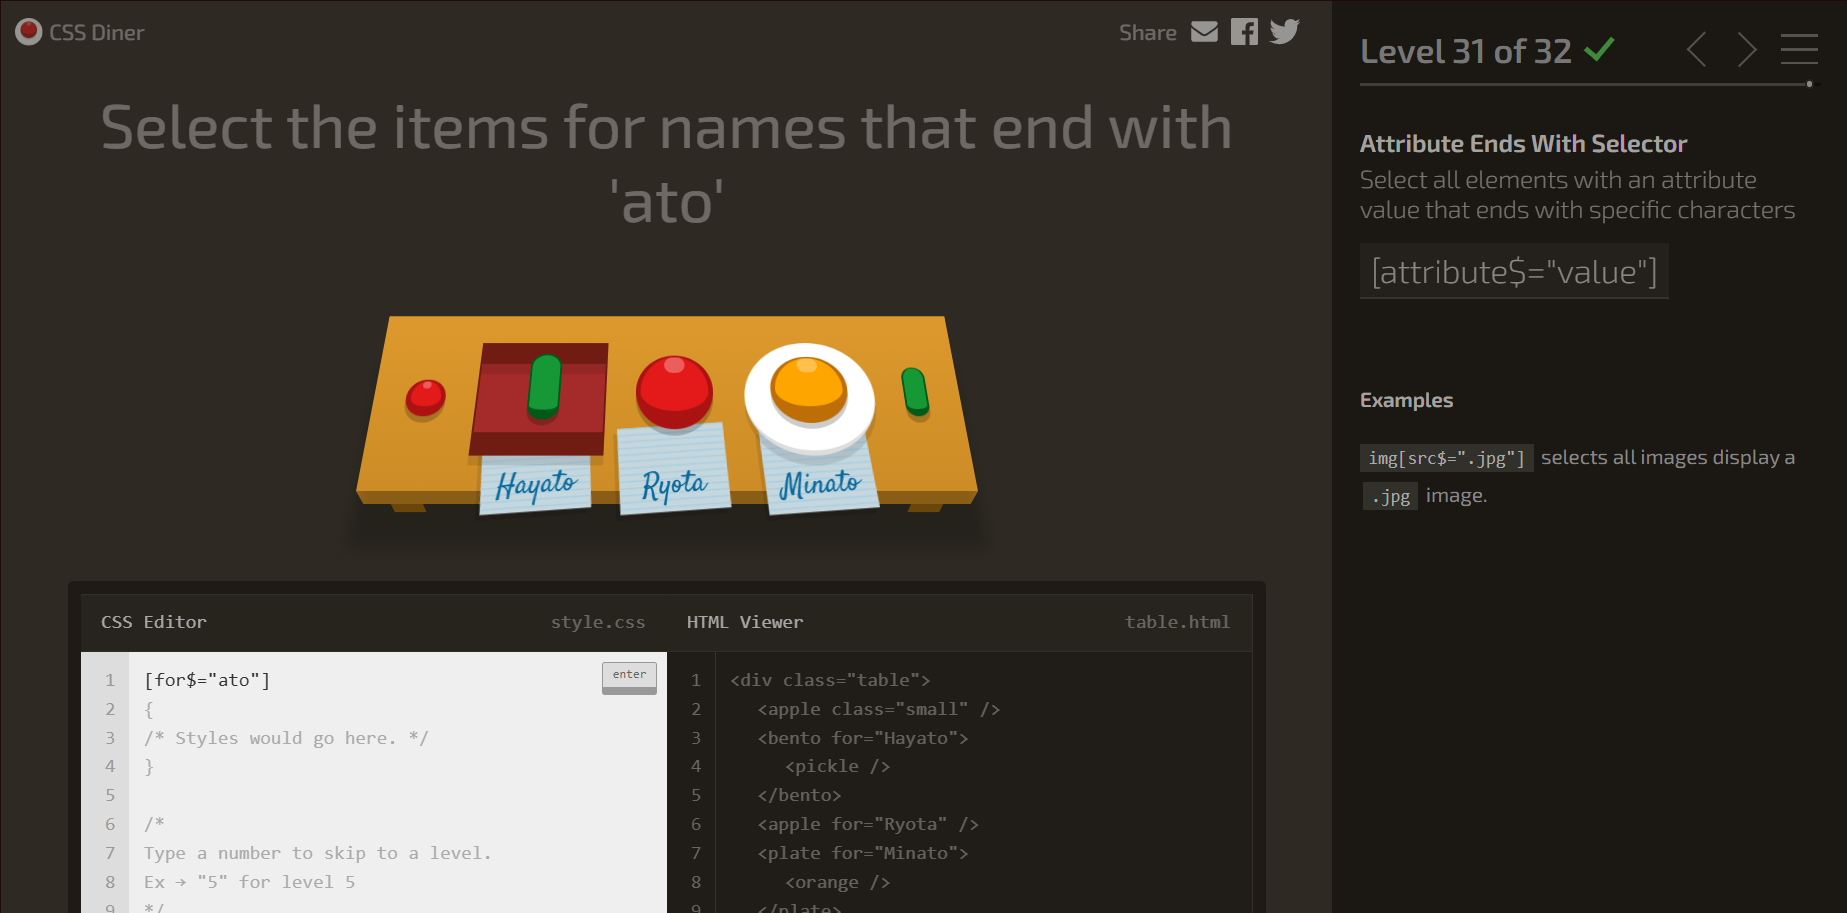 CSS Diner
Share
Select the items for names that end with
'ato'
Hayato
Ryota
Minato
CSS Editor
style.css
1 [for$="ato"]
enter
2 {
3 /* Styles would go here. */
4 }
5
6 /*
7 Type a number to skip to a level.
8 Ex → "5" for level 5
9 */
HTML Viewer
table.html
1 <div class="table">
2 <apple class="small" />
3 <bento for="Hayato">
4 <pickle />
5 </bento>
6 <apple for="Ryota" />
7 <plate for="Minato">
8 <orange />
9 </plate>
Level 31 of 32
Attribute Ends With Selector
Select all elements with an attribute
value that ends with specific characters
[attribute$="value"]
Examples
img[src$=".jpg"] selects all images display a
.jpg image.